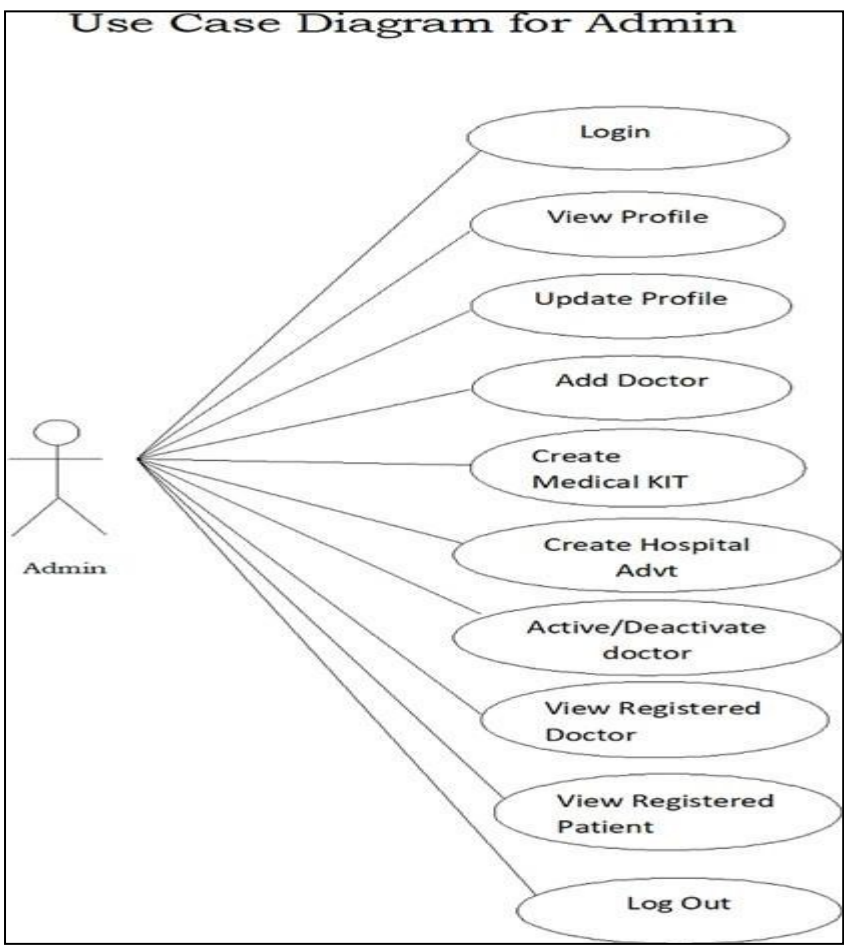 Use Case Diagram for Admin
Login
View Profile
Update Profile
Add Doctor
Create
Medical KIT
Create Hospital
Advt
Active/Deactivate
doctor
View Registered
Doctor
View Registered
Patient
Log Out
Admin